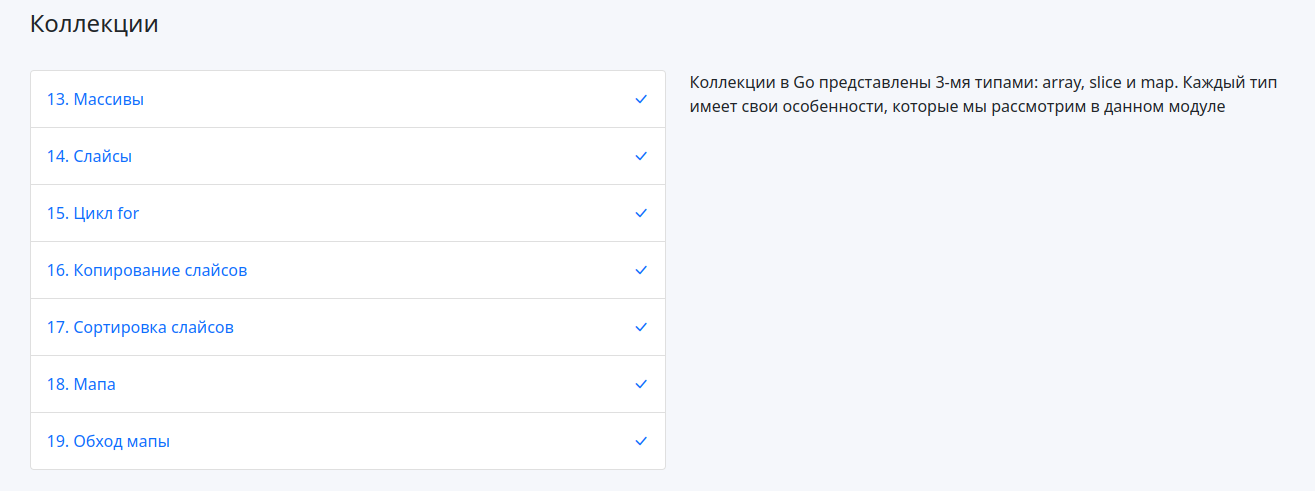 Коллекции
13. Массивы
14. Слайсы
15. Цикл for
16. Копирование слайсов
17. Сортировка слайсов
18. Мапа
19. Обход мапы
Коллекции в Go представлены 3-мя типами: array, slice и map. Каждый тип
имеет свои особенности, которые мы рассмотрим в данном модуле